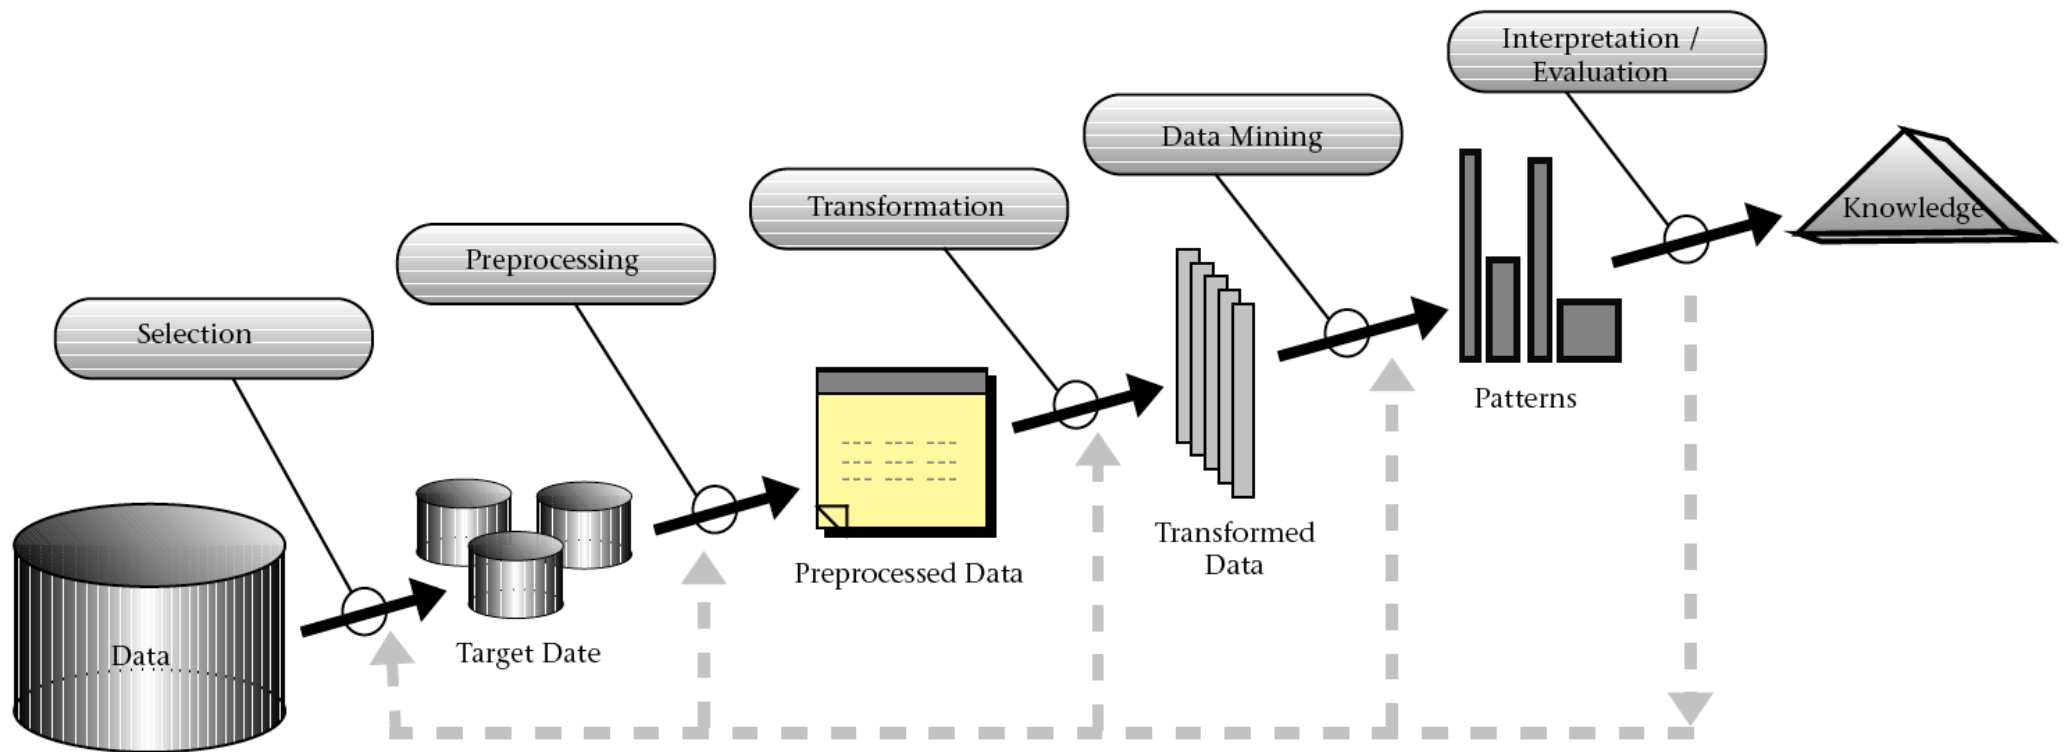 Interpretation /
Evaluation
Data Mining
Transformation
Knowledge
Preprocessing
Selection
Patterns
Transformed
Data
Preprocessed Data
Target Date
Data